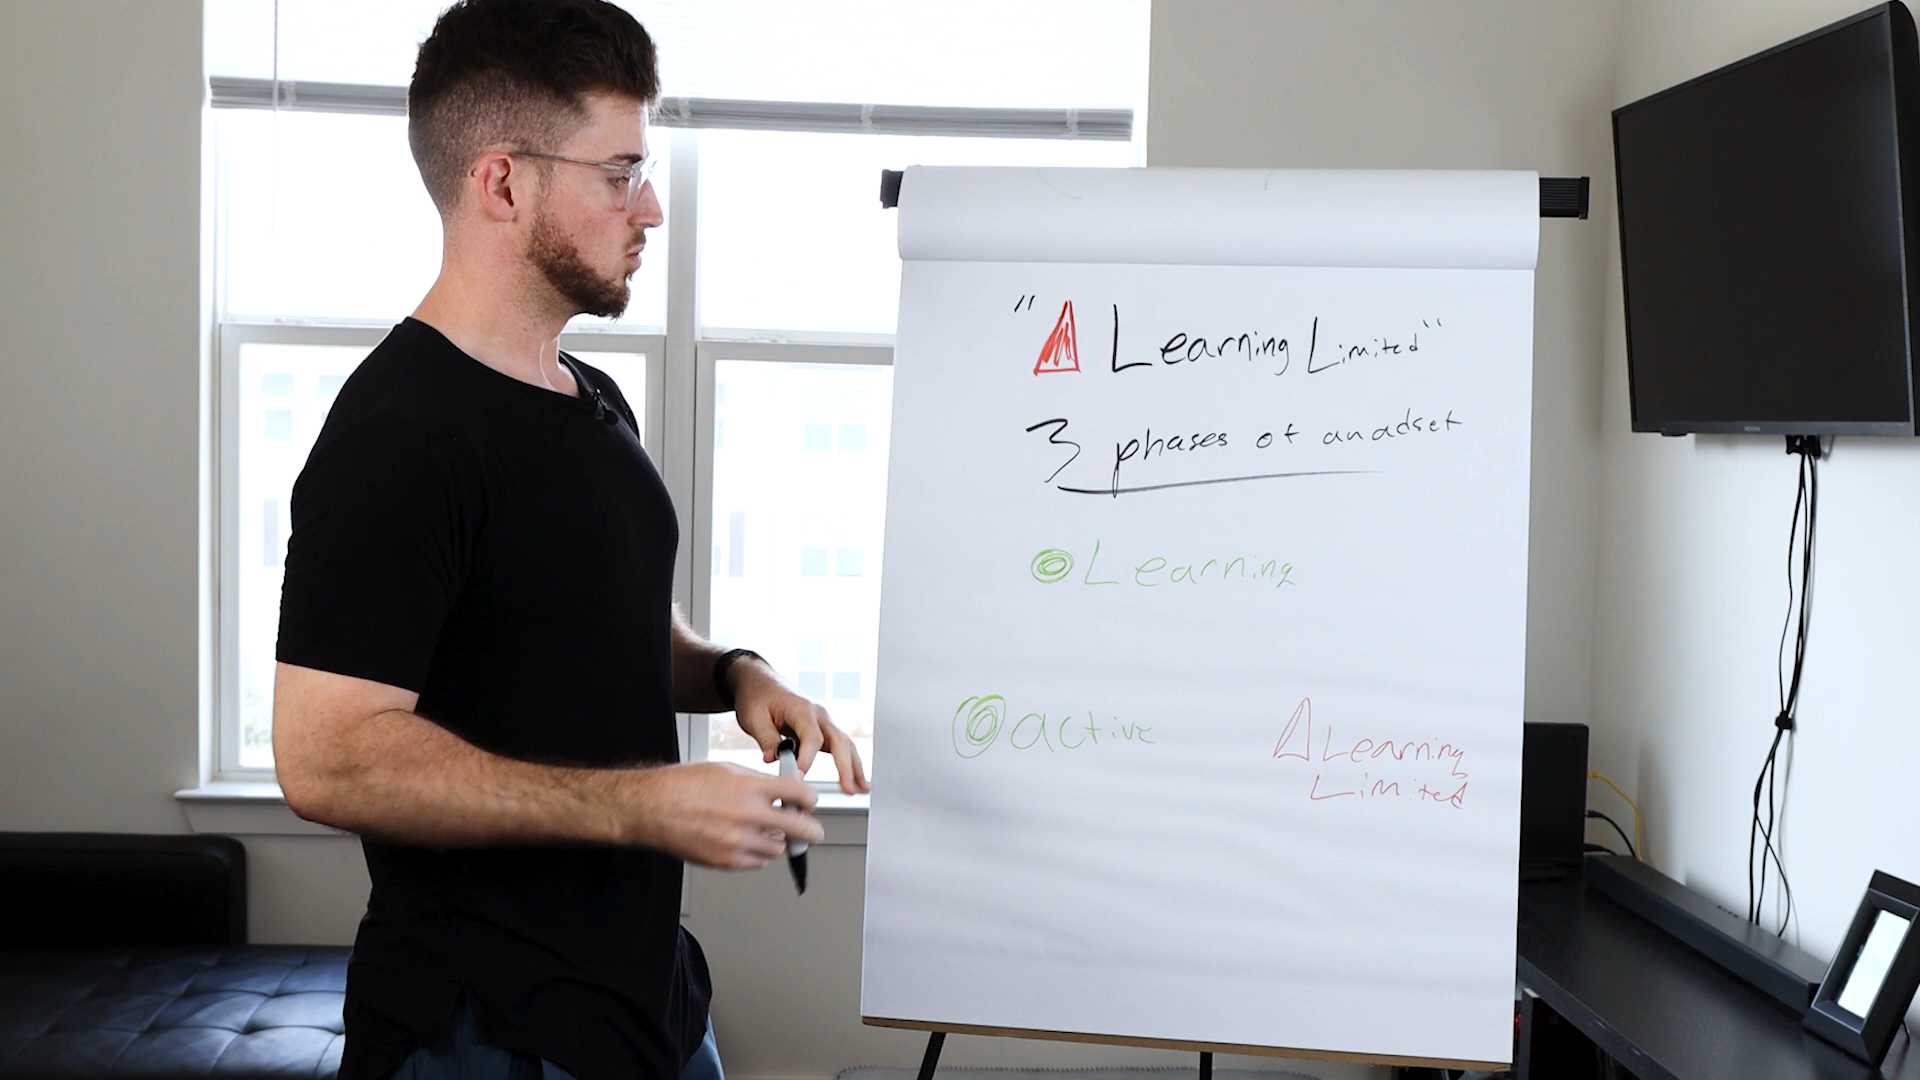 "Learning Limited"
3 phases of an adset
Learning
active
Learning
Limited